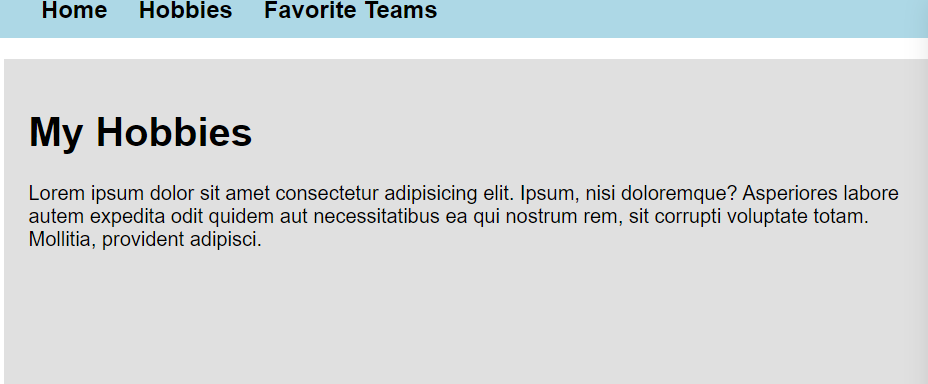 Home Hobbies Favorite Teams
My Hobbies
Lorem ipsum dolor sit amet consectetur adipisicing elit. Ipsum, nisi doloremque? Asperiores labore
autem expedita odit quidem aut necessitatibus ea qui nostrum rem, sit corrupti voluptate totam.
Mollitia, provident adipisci.